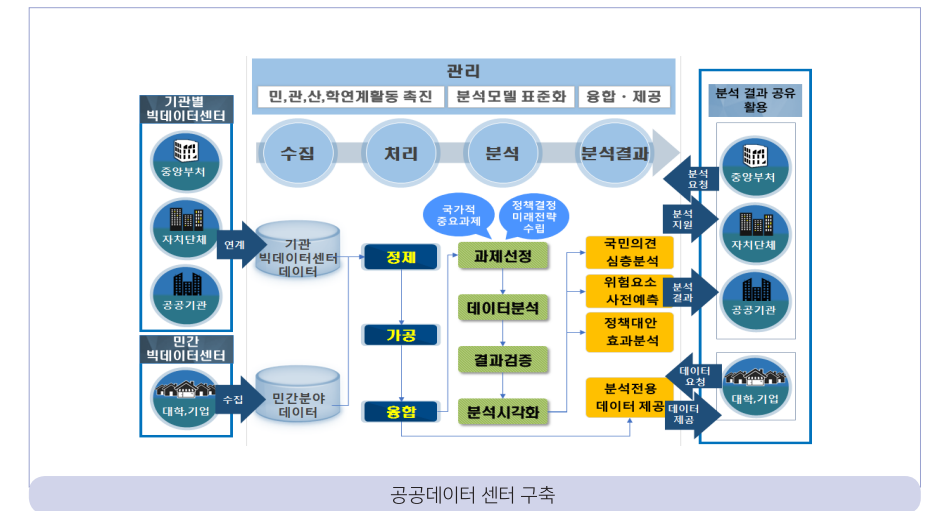 관리
민,관,산,학연계활동 촉진
분석모델 표준화
융합 · 제공
기관별
빅데이터센터
중앙부처
자치단체
공공기관
민간
빅데이터센터
대학,기업
연계
수집
수집
처리
분석
분석결과
기관
빅데이터센터
데이터
민간분야
데이터
정제
가공
융합
국가적
중요과제
정책결정
미래전략
수립
과제선정
데이터분석
결과검증
분석시각화
국민의견
심층분석
위험요소
사전예측
정책대안
효과분석
분석전용
데이터 제공
분석
요청
분석
지원
분석
결과
데이터
요청
데이터
제공
분석 결과 공유
활용
중앙부처
자치단체
공공기관
대학,기업
공공데이터 센터 구축